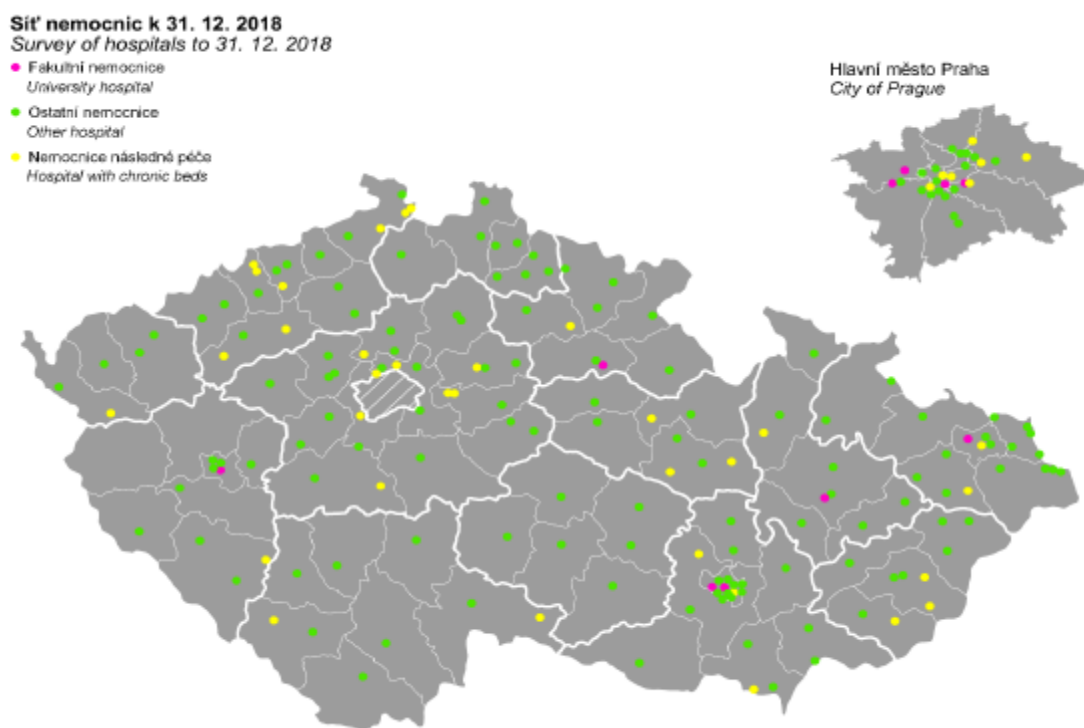 Síť nemocnic k 31. 12. 2018
Survey of hospitals to 31. 12. 2018
Fakultní nemocnice
University hospital
Ostatní nemocnice
Other hospital
Nemocnice následné péče
Hospital with chronic beds
Hlavní město Praha
City of Prague